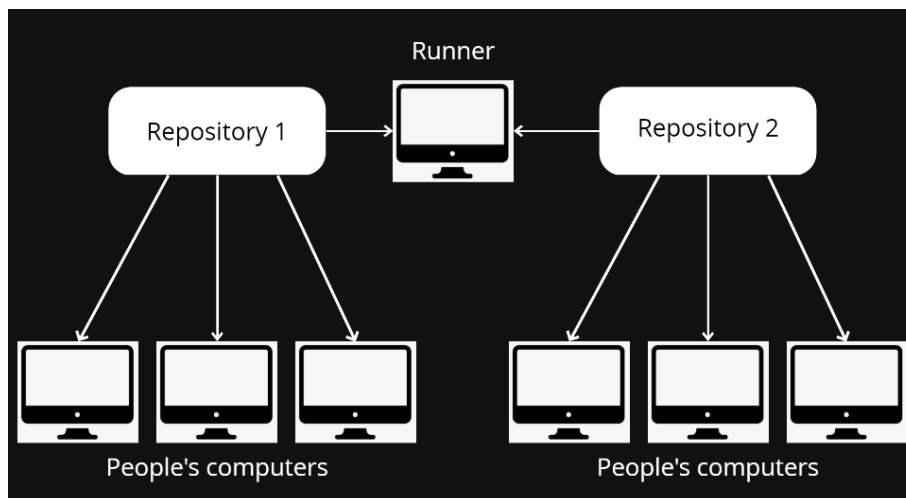 Runner
Repository 1
Repository 2
People's computers
People's computers